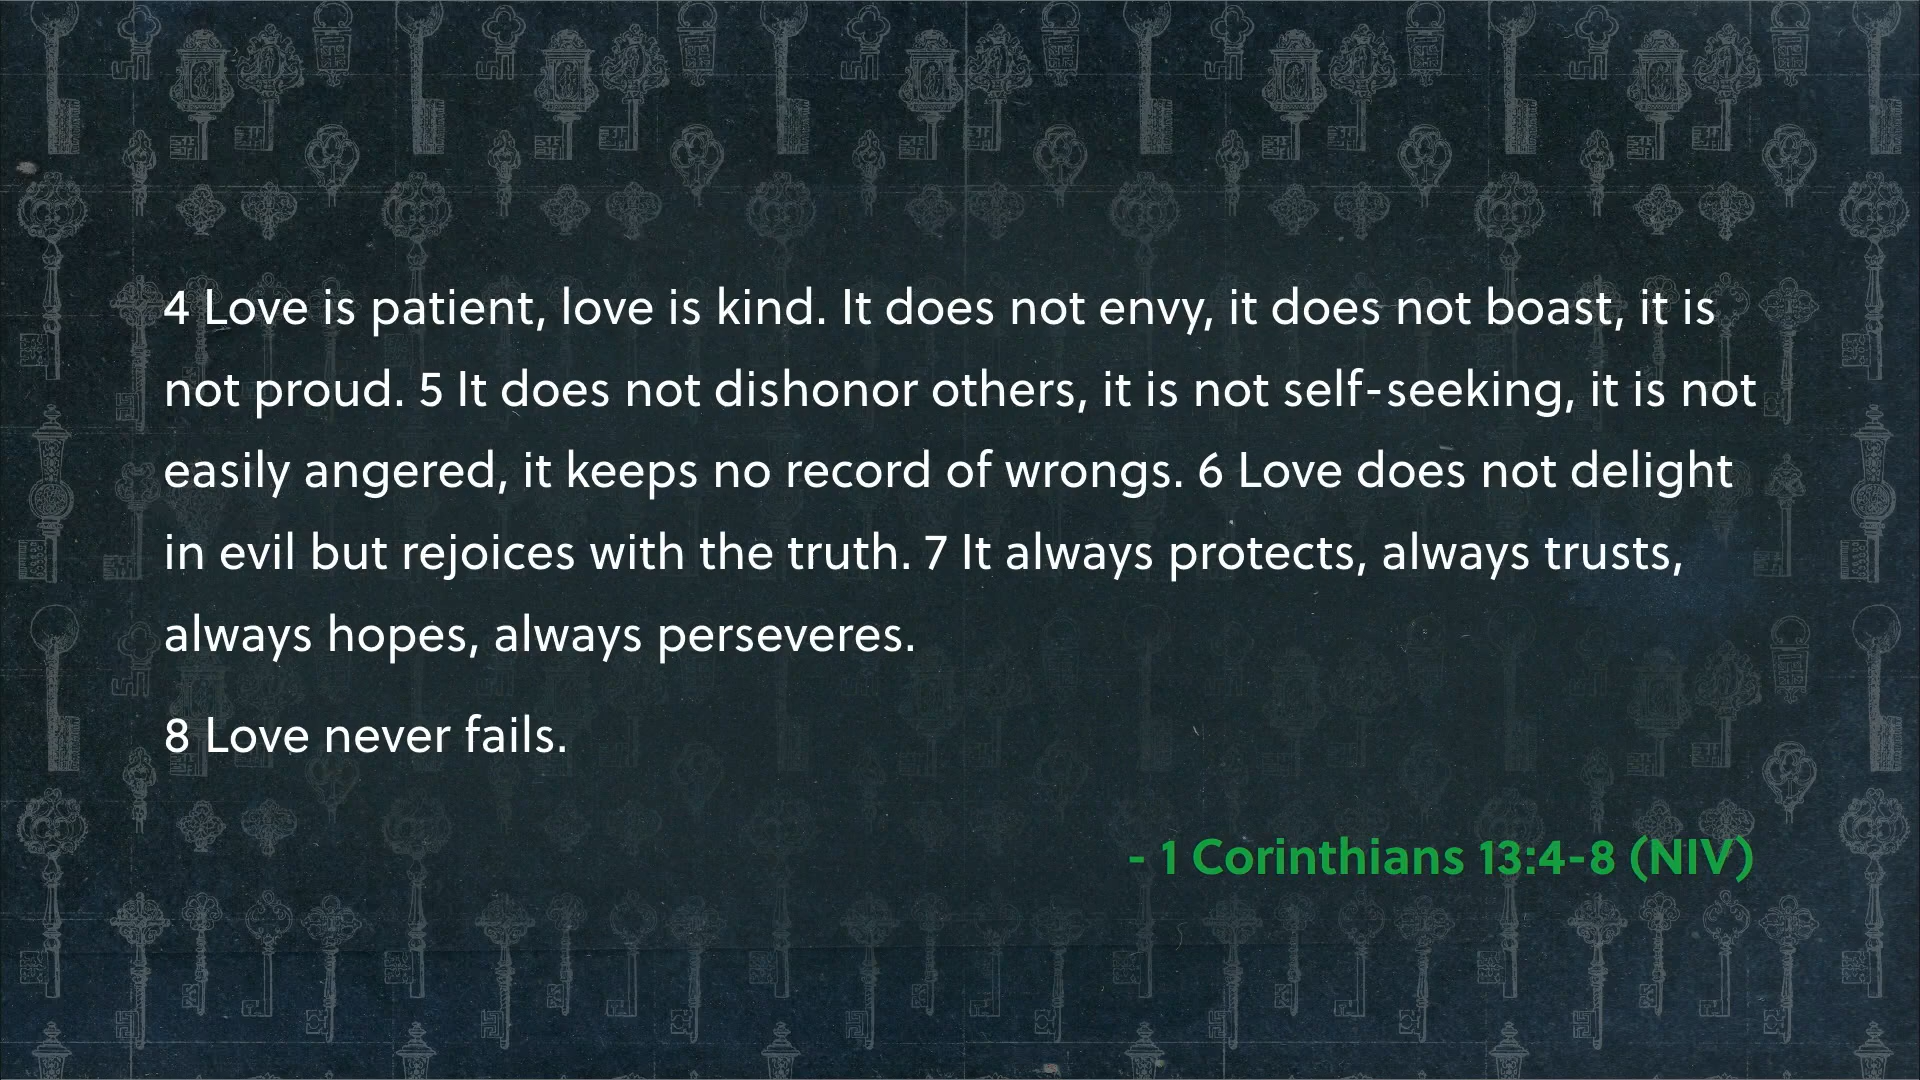 4 Love is patient, love is kind. It does not envy, it does not boast, it is
not proud. 5 It does not dishonor others, it is not self-seeking, it is not
easily angered, it keeps no record of wrongs. 6 Love does not delight
in evil but rejoices with the truth. 7 It always protects, always trusts,
always hopes, always perseveres.
8 Love never fails.
- 1 Corinthians 13:4-8 (NIV)